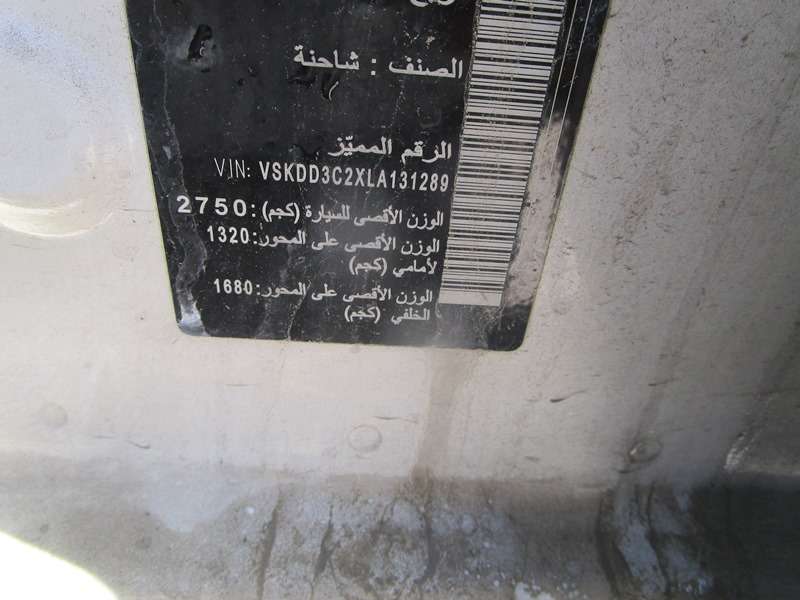 الصنف : شاحنة
الرقم المميّز
VIN: VSKDD3C2XLA131289
الوزن الأقصى للسيارة (كجم): 2750
الوزن الأقصى على المحور: 1320
لأمامي (كجم)
الوزن الأقصى على المحور: 1680
الخلفي (كجم)